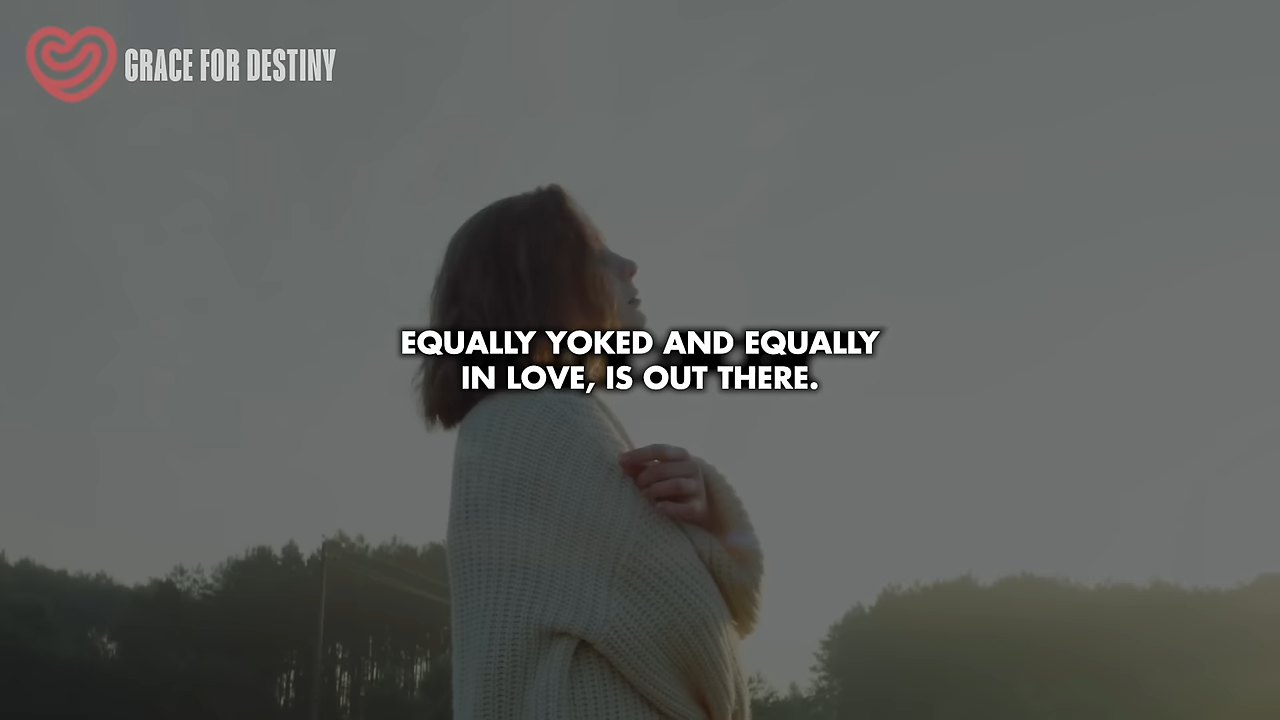 GRACE FOR DESTINY
EQUALLY YOKED AND EQUALLY
IN LOVE, IS OUT THERE.